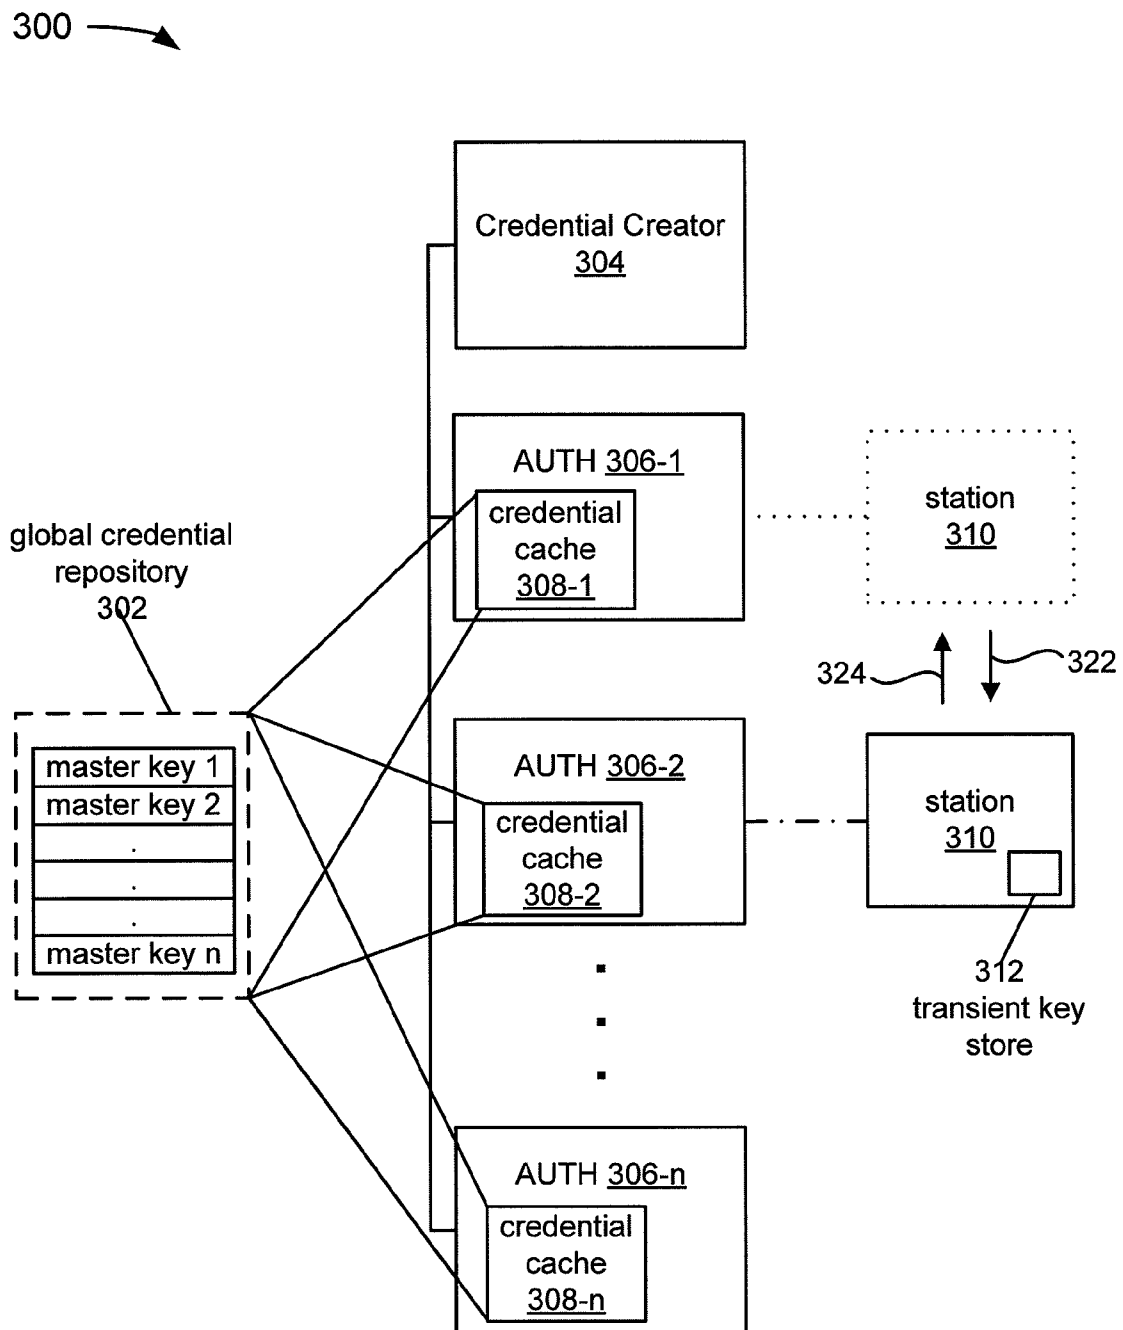 300
Credential Creator
304
AUTH 306-1
credential
cache
308-1
station
310
global credential
repository
302
324
322
master key 1
master key 2
.
.
.
master key n
AUTH 306-2
credential
cache
308-2
station
310
312
transient key
store
AUTH 306-n
credential
cache
308-n